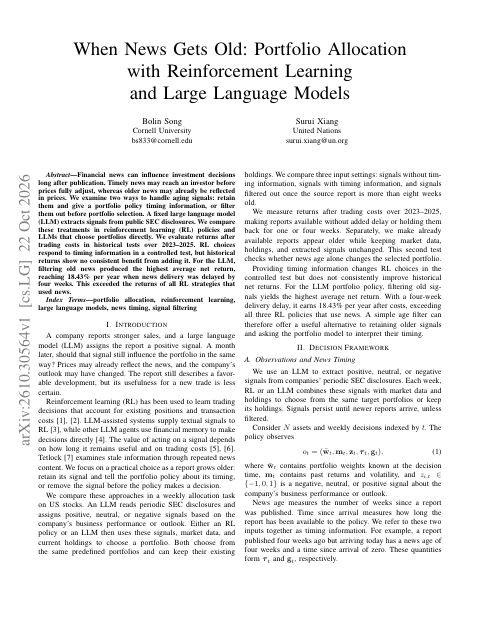 When News Gets Old: Portfolio Allocation
with Reinforcement Learning
and Large Language Models
Bolin Song
Cornell University
bs833@cornell.edu
Surui Xiang
United Nations
surui.xiang@un.org
arXiv:2610.30564v1 [cs.LG] 22 Oct 2026
Abstract—Financial news can influence investment decisions
long after publication. Timely news may reach an investor before
prices fully adjust, whereas older news may already be reflected
in prices. We examine two ways to handle aging signals: retain
them and give a portfolio policy timing information, or filter
them out before portfolio selection. A fixed large language model
(LLM) extracts signals from public SEC disclosures. We compare
these treatments in reinforcement learning (RL) policies and
LLMs that choose portfolios directly. We evaluate returns after
trading costs in historical tests over 2023–2025. RL choices
respond to timing information in a controlled test, but historical
returns show no consistent benefit from adding it. For the LLM,
filtering old news produced the highest average net return,
reaching 18.43% per year when news delivery was delayed by
four weeks. This exceeded the returns of all RL strategies that
used news.
Index Terms—portfolio allocation, reinforcement learning,
large language models, news timing, signal filtering
I. INTRODUCTION
A company reports stronger sales, and a large language
model (LLM) assigns the report a positive signal. A month
later, should that signal still influence the portfolio in the same
way? Prices may already reflect the news, and the company's
outlook may have changed. The report still describes a favor-
able development, but its usefulness for a new trade is less
certain.
Reinforcement learning (RL) has been used to learn trading
decisions that account for existing positions and transaction
costs [1], [2]. LLM-assisted systems supply textual signals to
RL [3], while other LLM agents use financial memory to make
decisions directly [4]. The value of acting on a signal depends
on how long it remains useful and on trading costs [5], [6].
Tetlock [7] examines stale information through repeated news
content. We focus on a practical choice as a report grows older:
retain its signal and tell the portfolio policy about its timing,
or remove the signal before the policy makes a decision.
We compare these approaches in a weekly allocation task
on US stocks. An LLM reads periodic SEC disclosures and
assigns positive, neutral, or negative signals based on the
company's business performance or outlook. Either an RL
policy or an LLM then uses these signals, market data, and
current holdings to choose a portfolio. Both choose from
the same predefined portfolios and can keep their existing
holdings. We compare three input settings: signals without tim-
ing information, signals with timing information, and signals
filtered out once the source report is more than eight weeks
old.
We measure returns after trading costs over 2023–2025,
making reports available without added delay or holding them
back for one or four weeks. Separately, we make already
available reports appear older while keeping market data,
holdings, and extracted signals unchanged. This second test
checks whether news age alone changes the selected portfolio.
Providing timing information changes RL choices in the
controlled test but does not consistently improve historical
net returns. For the LLM portfolio policy, filtering old sig-
nals yields the highest average net return. With a four-week
delivery delay, it earns 18.43% per year after costs, exceeding
all three RL policies that use news. A simple age filter can
therefore offer a useful alternative to retaining older signals
and asking the portfolio model to interpret their timing.
II. DECISION FRAMEWORK
A. Observations and News Timing
We use an LLM to extract positive, neutral, or negative
signals from companies' periodic SEC disclosures. Each week,
RL or an LLM combines these signals with market data and
holdings to choose from the same target portfolios or keep
its holdings. Signals persist until newer reports arrive, unless
filtered.
Consider N assets and weekly decisions indexed by t. The
policy observes
o_t = (w̄_t, m_t, z_t, τ_t, g_t), (1)
where w̄_t contains portfolio weights known at the decision
time, m_t contains past returns and volatility, and z_{i,t} ∈
{−1, 0, 1} is a negative, neutral, or positive signal about the
company's business performance or outlook.
News age measures the number of weeks since a report
was published. Time since arrival measures how long the
report has been available to the policy. We refer to these two
inputs together as timing information. For example, a report
published four weeks ago but arriving today has a news age of
four weeks and a time since arrival of zero. These quantities
form τ_t and g_t, respectively.